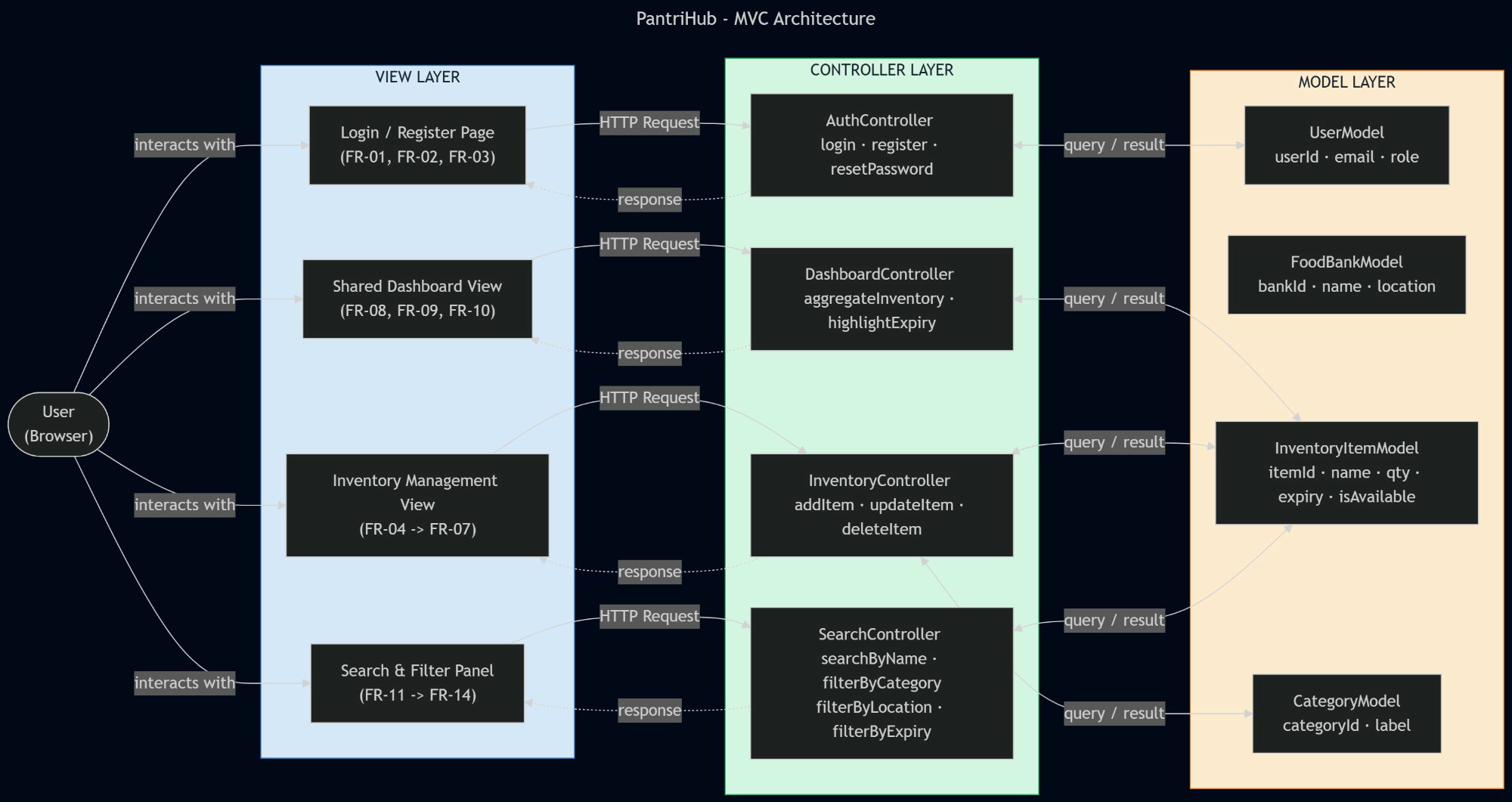 PantriHub - MVC Architecture
VIEW LAYER
CONTROLLER LAYER
MODEL LAYER
User
(Browser)
interacts with
interacts with
interacts with
interacts with
Login / Register Page
(FR-01, FR-02, FR-03)
Shared Dashboard View
(FR-08, FR-09, FR-10)
Inventory Management
View
(FR-04 -> FR-07)
Search & Filter Panel
(FR-11 -> FR-14)
HTTP Request
response
HTTP Request
response
HTTP Request
response
HTTP Request
response
AuthController
login · register ·
resetPassword
DashboardController
aggregateInventory ·
highlightExpiry
InventoryController
addItem · updateItem ·
deleteItem
SearchController
searchByName ·
filterByCategory
filterByLocation ·
filterByExpiry
query / result
query / result
query / result
query / result
query / result
UserModel
userId · email · role
FoodBankModel
bankId · name · location
InventoryItemModel
itemId · name · qty ·
expiry · isAvailable
CategoryModel
categoryId · label